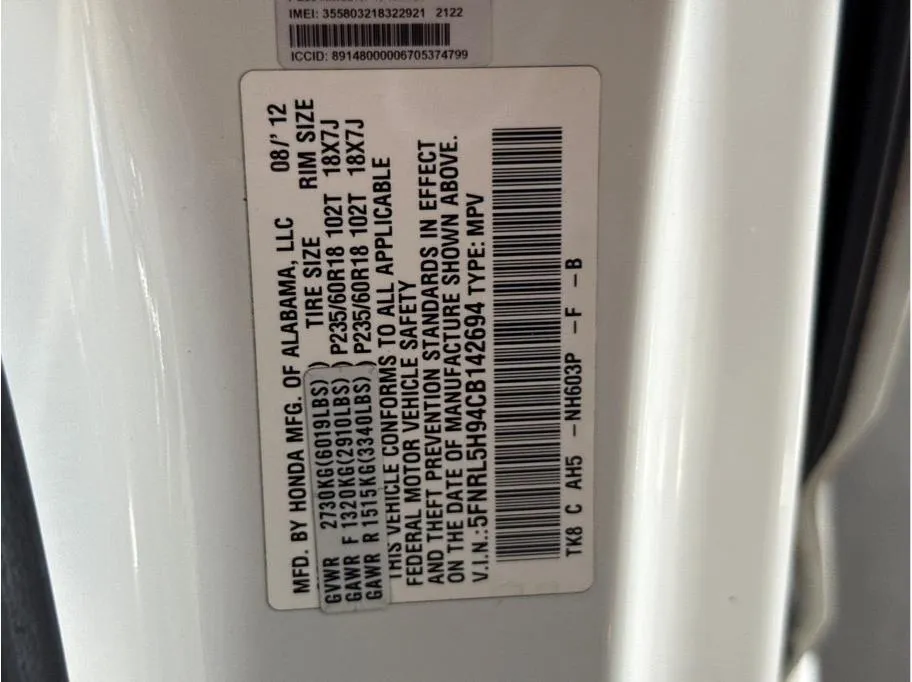 IMEI: 355803218322921 2122
ICCID: 89148000006705374799
MFD. BY HONDA MFG. OF ALABAMA, LLC 08/' 12
TIRE SIZE RIM SIZE
GVWR 2730KG(6019LBS)
GAWR F 1320KG(2910LBS) P235/60R18 102T 18X7J
GAWR R 1515KG(3340LBS) P235/60R18 102T 18X7J
THIS VEHICLE CONFORMS TO ALL APPLICABLE
FEDERAL MOTOR VEHICLE SAFETY
AND THEFT PREVENTION STANDARDS IN EFFECT
ON THE DATE OF MANUFACTURE SHOWN ABOVE.
V.I.N.:5FNRL5H94CB142694 TYPE: MPV
TK8 C AH5 -NH603P -F -B